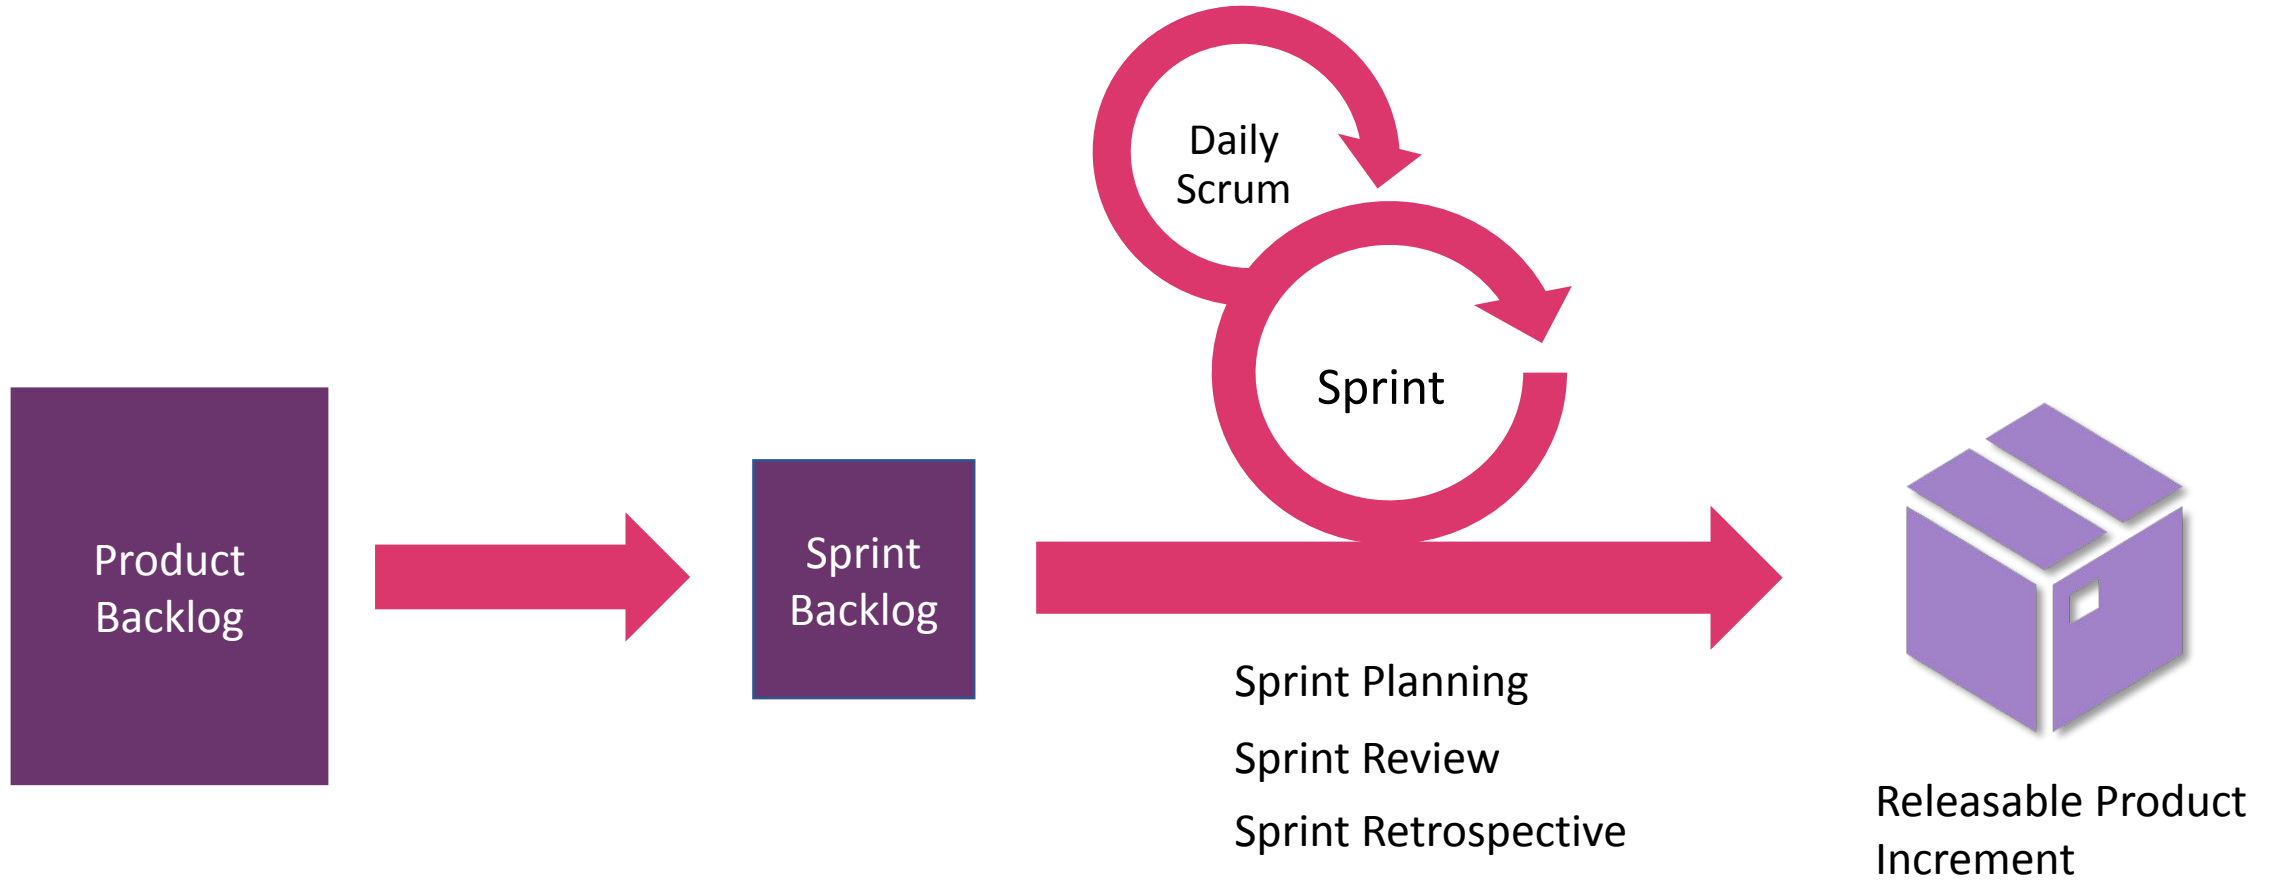 Daily
Scrum
Sprint
Product
Backlog
Sprint
Backlog
Sprint Planning
Sprint Review
Sprint Retrospective
Releasable Product
Increment